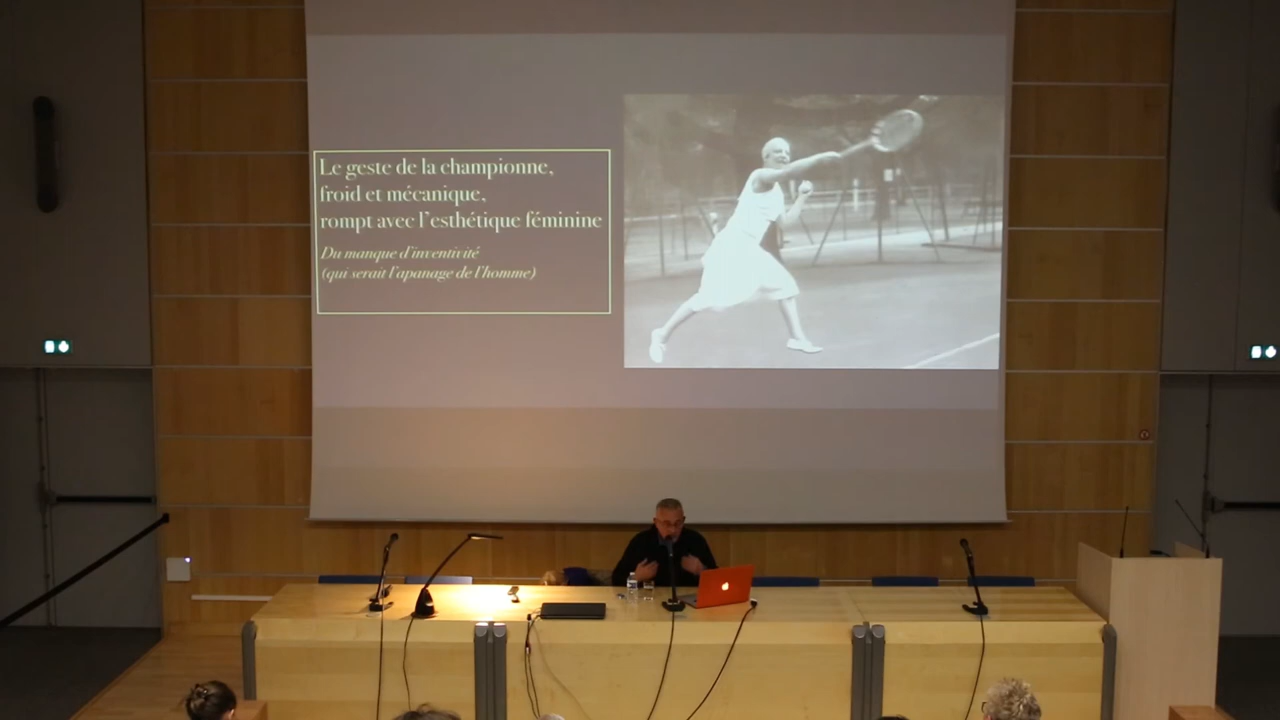 Le geste de la championne,
froid et mécanique,
rompt avec l'esthétique féminine
Du manque d'inventivité
(qui serait l'apanage de l'homme)